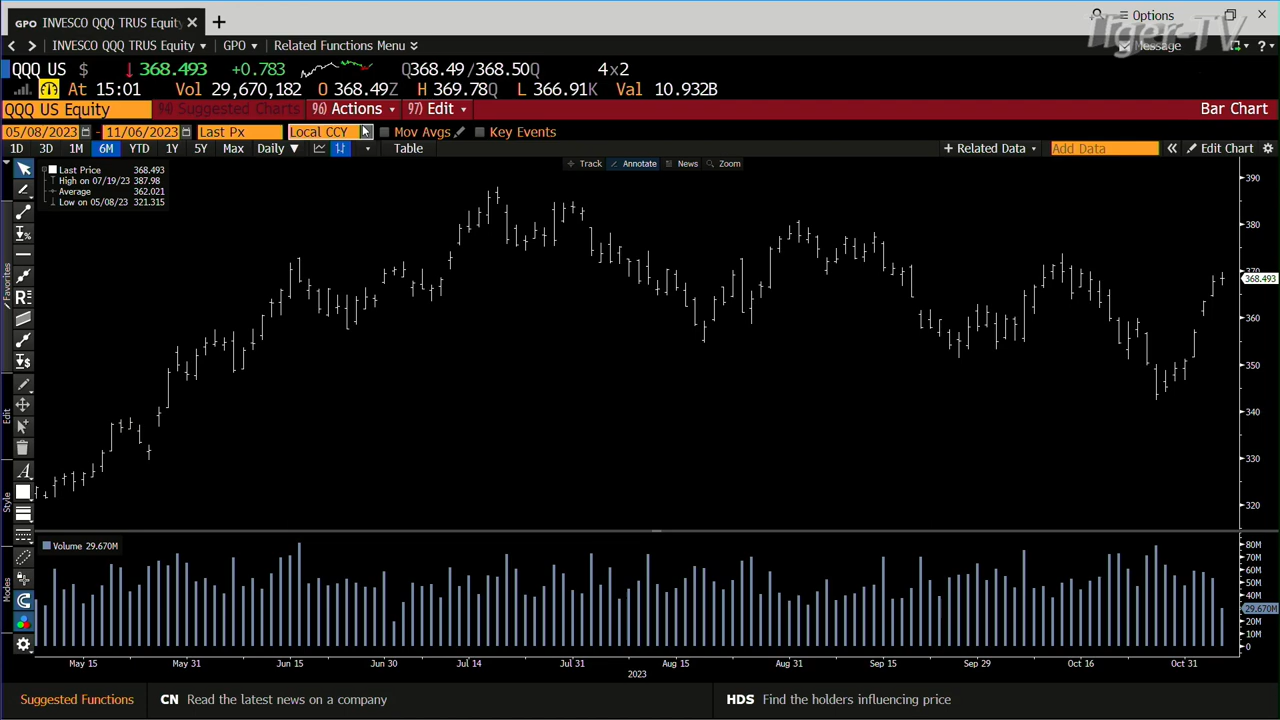 GPO INVESCO QQQ TRUS Equity × +
Options
Tiger-TV
INVESCO QQQ TRUS Equity GPO Related Functions Menu Message ?
QQQ US $ ↓ 368.493 +0.783 Q368.49/368.50Q 4x2
At 15:01 Vol 29,670,182 O 368.49Z H 369.78Q L 366.91K Val 10.932B
QQQ US Equity 94) Suggested Charts 96) Actions 97) Edit Bar Chart
05/08/2023 - 11/06/2023 Last Px Local CCY Mov Avgs Key Events
1D 3D 1M 6M YTD 1Y 5Y Max Daily ▼ Table + Related Data Add Data « Edit Chart
Track Annotate News Zoom
Last Price 368.493
High on 07/19/23 387.98
Average 362.021
Low on 05/08/23 321.315
390
380
370
368.493
360
350
340
330
320
Favorites
Edit
Style
Modes
Volume 29.670M
80M
60M
50M
40M
29.670M
20M
10M
0
May 15 May 31 Jun 15 Jun 30 Jul 14 Jul 31 Aug 15 Aug 31 Sep 15 Sep 29 Oct 16 Oct 31
2023
Suggested Functions CN Read the latest news on a company HDS Find the holders influencing price